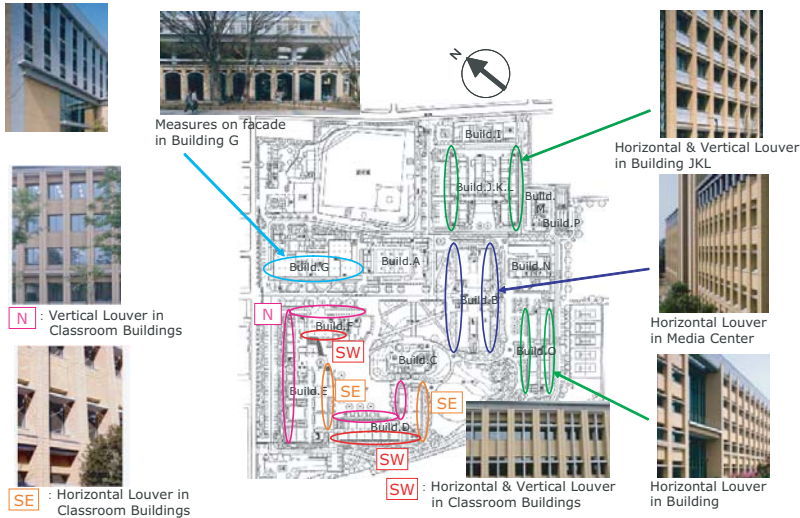 N
Measures on facade
in Building G
Horizontal & Vertical Louver
in Building JKL
Build.I
Build.J.K.L
Build.
M
Build.P
Build.G
Build.A
Build.N
Build.B
N : Vertical Louver in
Classroom Buildings
N
Build.F
SW
Horizontal Louver
in Media Center
Build.C
Build.O
Build.E
SE
SE
Build.D
SW
SE : Horizontal Louver in
Classroom Buildings
SW : Horizontal & Vertical Louver
in Classroom Buildings
Horizontal Louver
in Building